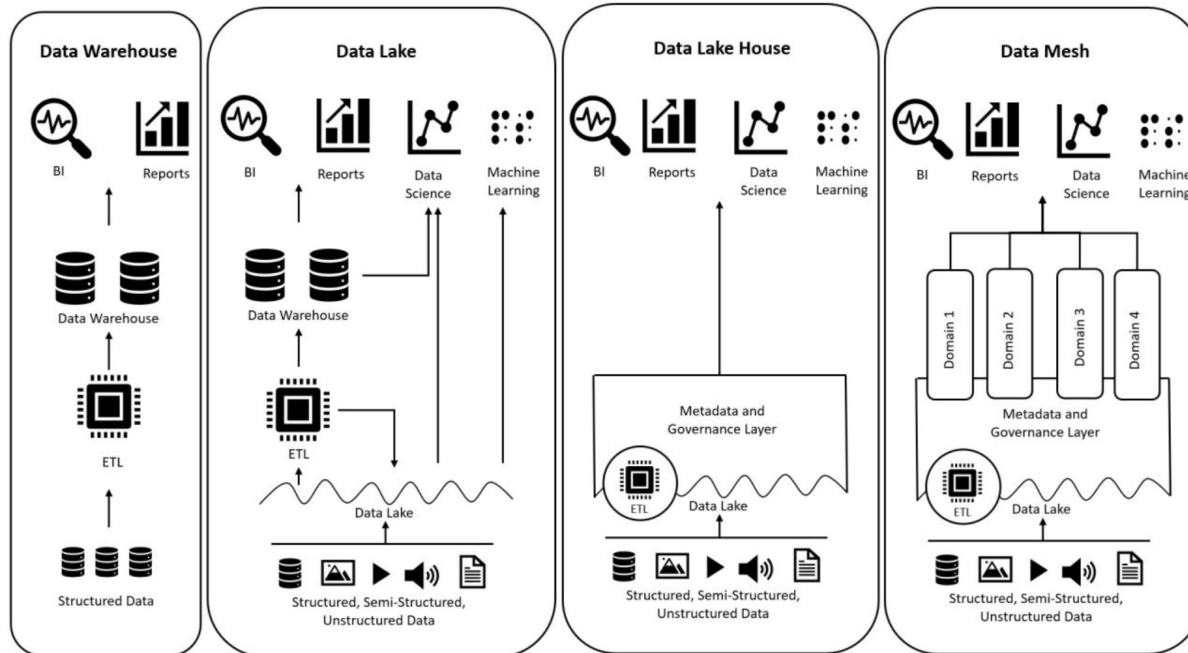 Data Warehouse
BI
Reports
Data Warehouse
ETL
Structured Data
Data Lake
BI
Reports
Data
Science
Machine
Learning
Data Warehouse
ETL
Data Lake
Structured, Semi-Structured,
Unstructured Data
Data Lake House
BI
Reports
Data
Science
Machine
Learning
Metadata and
Governance Layer
ETL
Data Lake
Structured, Semi-Structured,
Unstructured Data
Data Mesh
BI
Reports
Data
Science
Machine
Learning
Domain 1
Domain 2
Domain 3
Domain 4
Metadata and
Governance Layer
ETL
Data Lake
Structured, Semi-Structured,
Unstructured Data